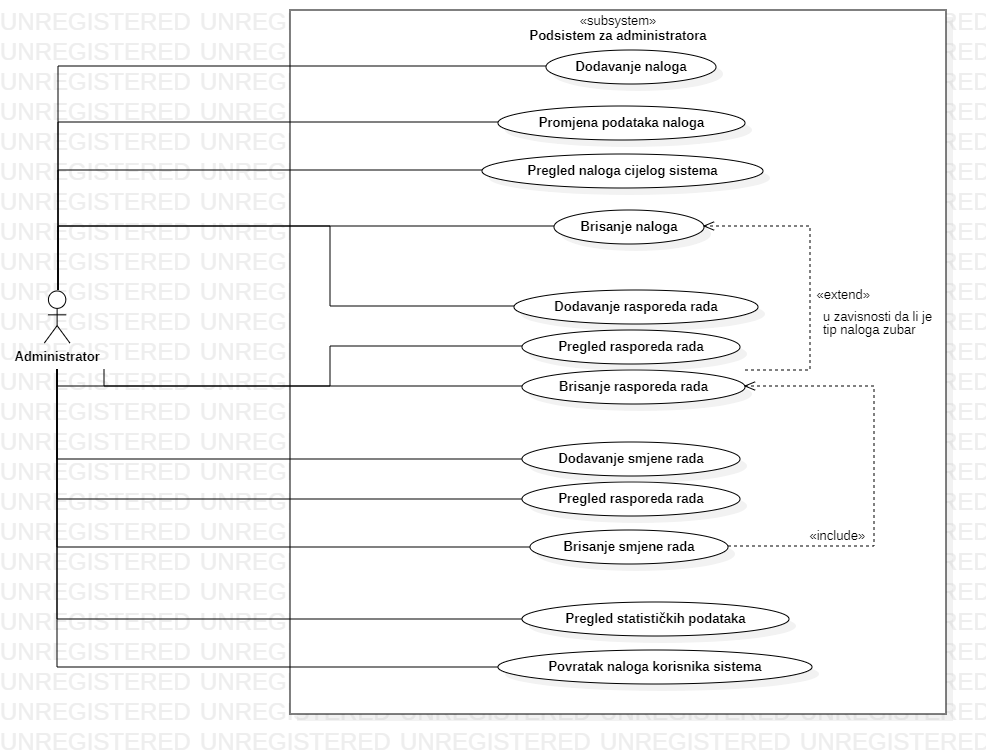 «subsystem»
Podsistem za administratora
Dodavanje naloga
Promjena podataka naloga
Pregled naloga cijelog sistema
Brisanje naloga
«extend»
u zavisnosti da li je
tip naloga zubar
Dodavanje rasporeda rada
Pregled rasporeda rada
Administrator
Brisanje rasporeda rada
Dodavanje smjene rada
Pregled rasporeda rada
«include»
Brisanje smjene rada
Pregled statističkih podataka
Povratak naloga korisnika sistema
UNREGISTERED UNREGISTERED UNREGISTERED UNREGISTERED UNREGISTERED